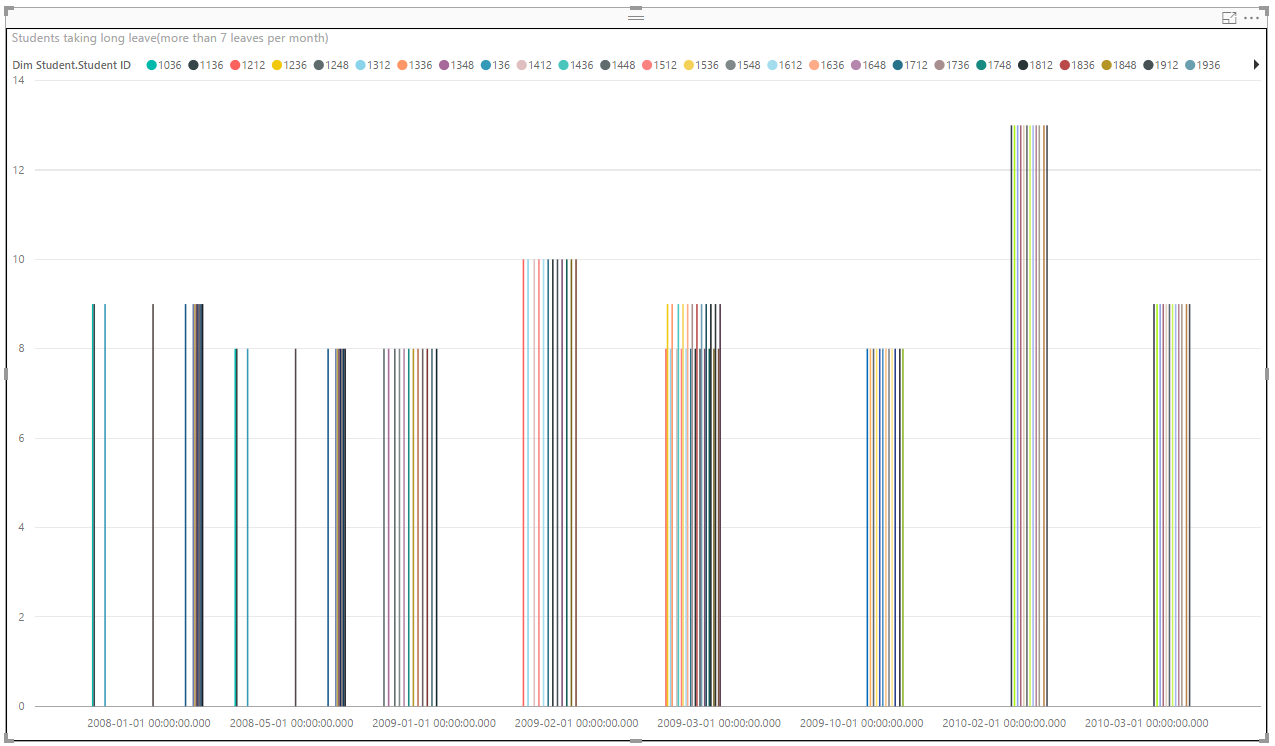 Students taking long leave(more than 7 leaves per month)
Dim Student.Student ID 1036 1136 1212 1236 1248 1312 1336 1348 136 1412 1436 1448 1512 1536 1548 1612 1636 1648 1712 1736 1748 1812 1836 1848 1912 1936
14
12
10
8
6
4
2
0
2008-01-01 00:00:00.000 2008-05-01 00:00:00.000 2009-01-01 00:00:00.000 2009-02-01 00:00:00.000 2009-03-01 00:00:00.000 2009-10-01 00:00:00.000 2010-02-01 00:00:00.000 2010-03-01 00:00:00.000